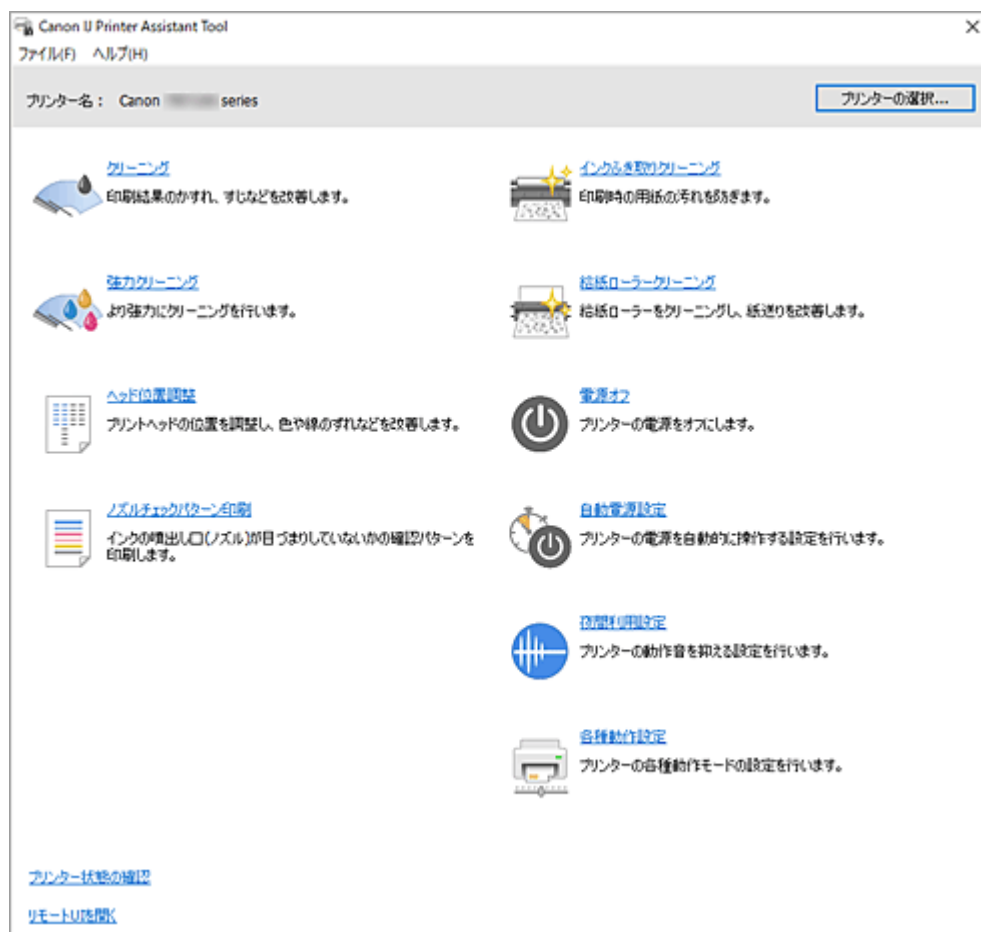 Canon IJ Printer Assistant Tool
ファイル(F) ヘルプ(H)
プリンター名： Canon series
プリンターの選択...
クリーニング
印刷結果のかすれ、すじなどを改善します。
強力クリーニング
より強力にクリーニングを行います。
ヘッド位置調整
プリントヘッドの位置を調整し、色や線のずれなどを改善します。
ノズルチェックパターン印刷
インクの噴出し口(ノズル)が目づまりしていないかの確認パターンを
印刷します。
インクふき取りクリーニング
印刷時の用紙の汚れを防ぎます。
給紙ローラークリーニング
給紙ローラーをクリーニングし、紙送りを改善します。
電源オフ
プリンターの電源をオフにします。
自動電源設定
プリンターの電源を自動的に操作する設定を行います。
夜間利用設定
プリンターの動作音を抑える設定を行います。
各種動作設定
プリンターの各種動作モードの設定を行います。
プリンター状態の確認
リモートUIを開く